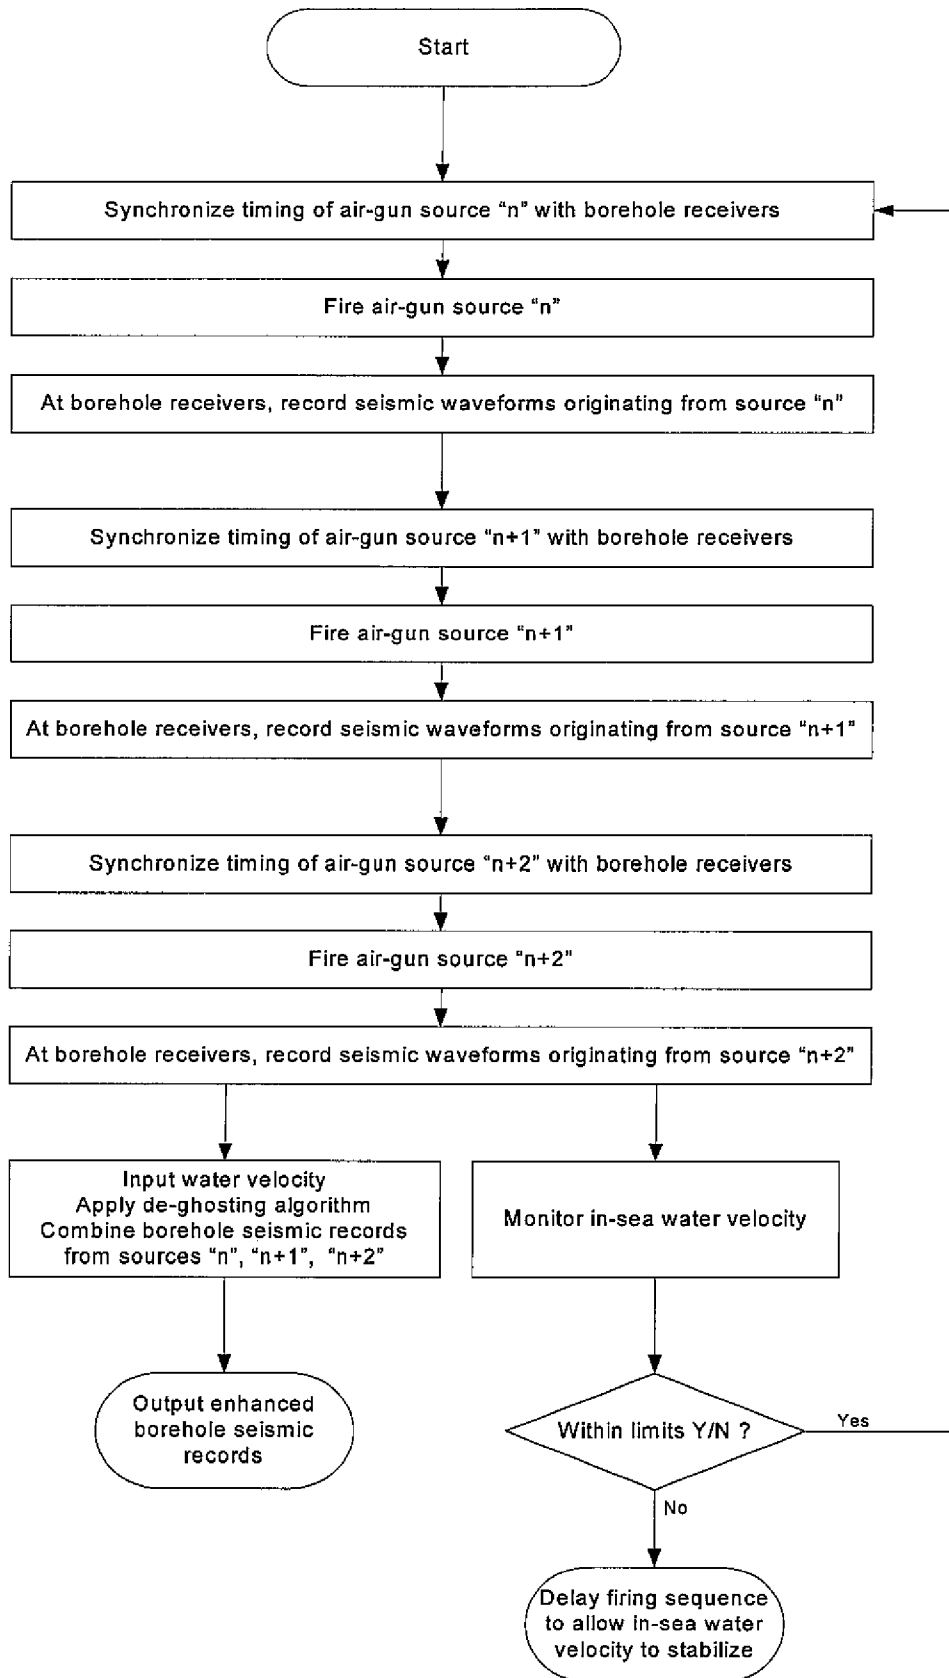 Start
Synchronize timing of air-gun source “n” with borehole receivers
Fire air-gun source “n”
At borehole receivers, record seismic waveforms originating from source “n”
Synchronize timing of air-gun source “n+1” with borehole receivers
Fire air-gun source “n+1”
At borehole receivers, record seismic waveforms originating from source “n+1”
Synchronize timing of air-gun source “n+2” with borehole receivers
Fire air-gun source “n+2”
At borehole receivers, record seismic waveforms originating from source “n+2”
Input water velocity
Apply de-ghosting algorithm
Combine borehole seismic records
from sources “n”, “n+1”, “n+2”
Monitor in-sea water velocity
Output enhanced
borehole seismic
records
Within limits Y/N ?
Yes
No
Delay firing sequence
to allow in-sea water
velocity to stabilize